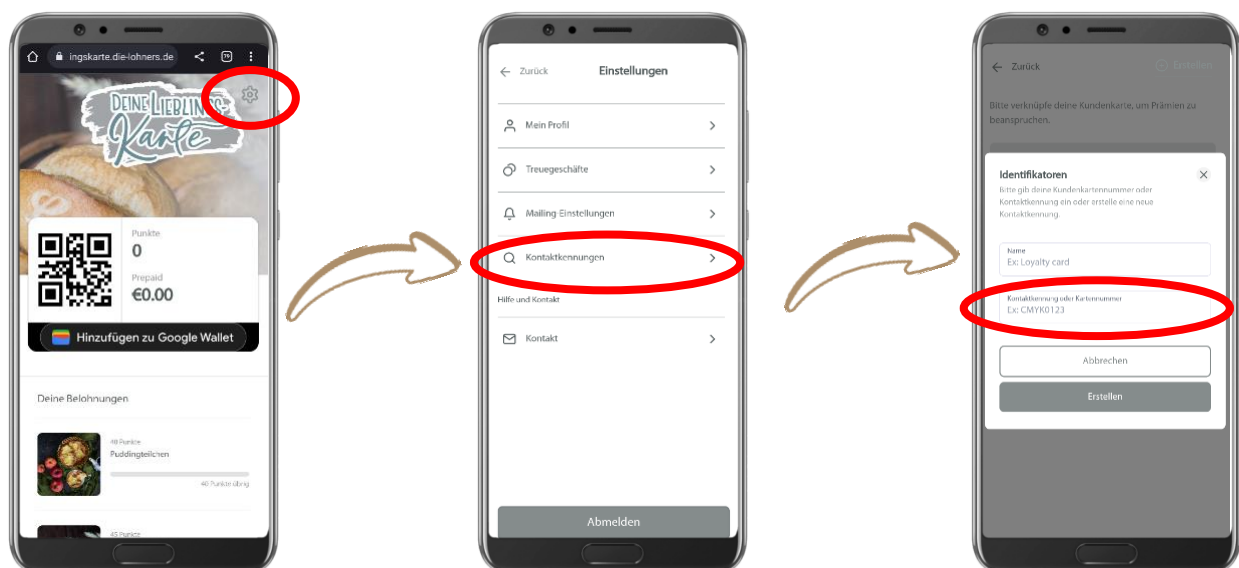 ingskarte.die-lohners.de
79
DEINE LIEBLINGS-
Karte
Punkte
0
Prepaid
€0.00
Hinzufügen zu Google Wallet
Deine Belohnungen
40 Punkte
Puddingteilchen
40 Punkte übrig
45 Punkte
Zurück
Einstellungen
Mein Profil
Treuegeschäfte
Mailing-Einstellungen
Kontaktkennungen
Hilfe und Kontakt
Kontakt
Abmelden
Zurück
Erstellen
Bitte verknüpfe deine Kundenkarte, um Prämien zu
beanspruchen.
Identifikatoren
Bitte gib deine Kundenkartennummer oder
Kontaktkennung ein oder erstelle eine neue
Kontaktkennung.
Name
Ex: Loyalty card
Kontaktkennung oder Kartennummer
Ex: CMYK0123
Abbrechen
Erstellen